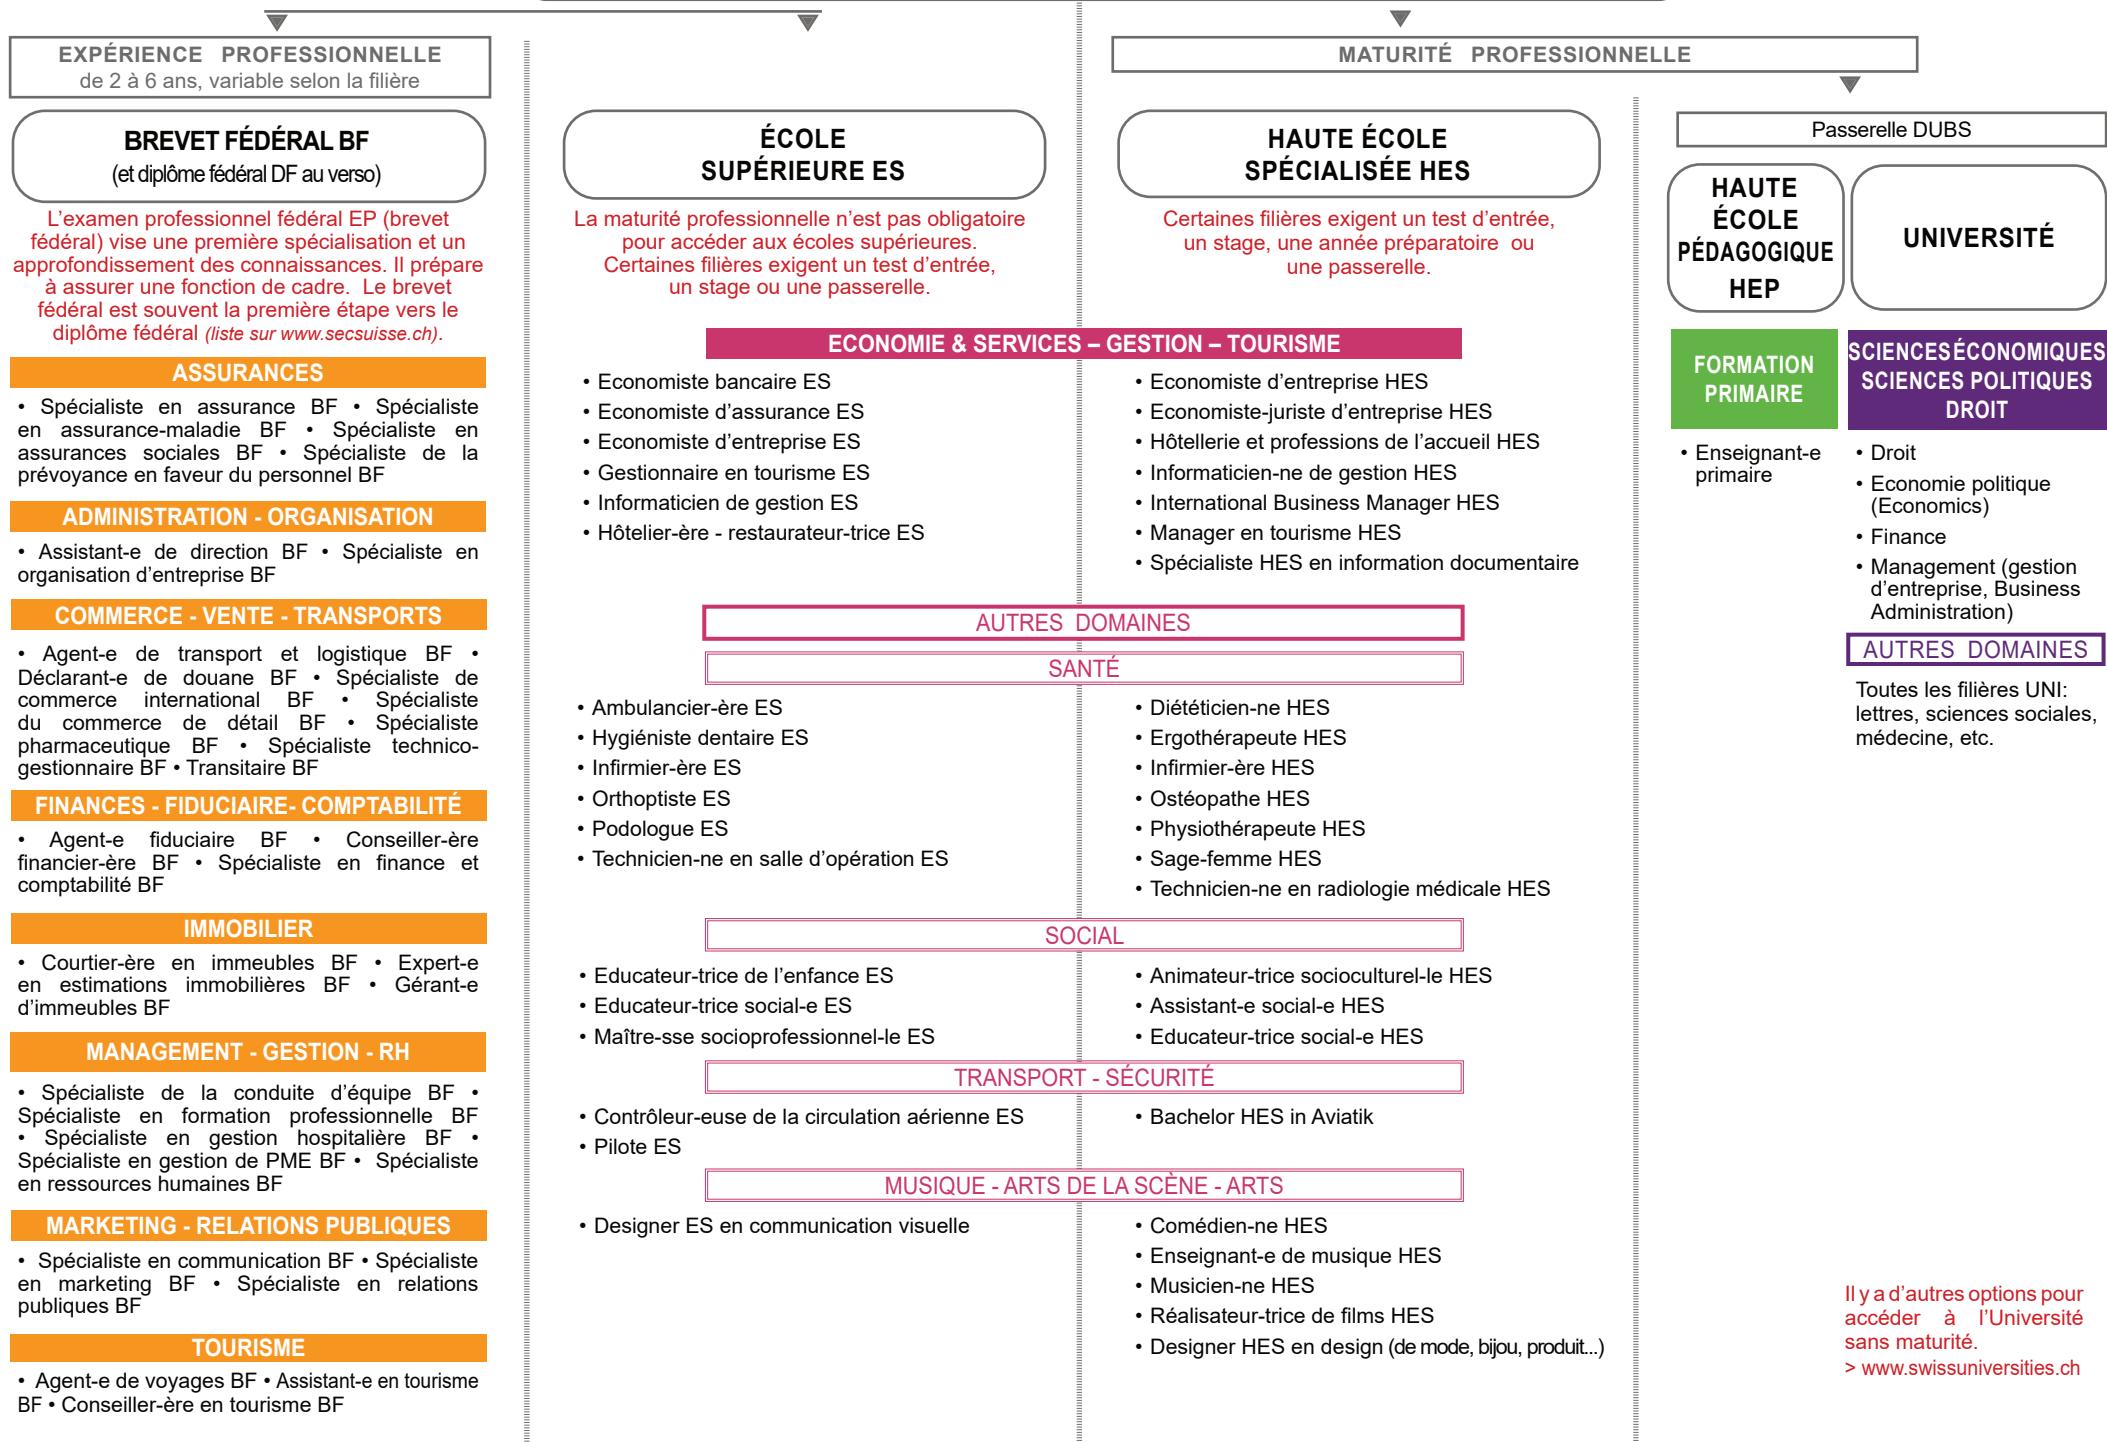 EXPÉRIENCE PROFESSIONNELLE
de 2 à 6 ans, variable selon la filière
BREVET FÉDÉRAL BF
(et diplôme fédéral DF au verso)
L'examen professionnel fédéral EP (brevet
fédéral) vise une première spécialisation et un
approfondissement des connaissances. Il prépare
à assurer une fonction de cadre. Le brevet
fédéral est souvent la première étape vers le
diplôme fédéral (liste sur www.secsuisse.ch).
ASSURANCES
• Spécialiste en assurance BF • Spécialiste
en assurance-maladie BF • Spécialiste en
assurances sociales BF • Spécialiste de la
prévoyance en faveur du personnel BF
ADMINISTRATION - ORGANISATION
• Assistant-e de direction BF • Spécialiste en
organisation d'entreprise BF
COMMERCE - VENTE - TRANSPORTS
• Agent-e de transport et logistique BF •
Déclarant-e de douane BF • Spécialiste de
commerce international BF • Spécialiste
du commerce de détail BF • Spécialiste
pharmaceutique BF • Spécialiste technico-
gestionnaire BF • Transitaire BF
FINANCES - FIDUCIAIRE- COMPTABILITÉ
• Agent-e fiduciaire BF • Conseiller-ère
financier-ère BF • Spécialiste en finance et
comptabilité BF
IMMOBILIER
• Courtier-ère en immeubles BF • Expert-e
en estimations immobilières BF • Gérant-e
d'immeubles BF
MANAGEMENT - GESTION - RH
• Spécialiste de la conduite d'équipe BF •
Spécialiste en formation professionnelle BF
• Spécialiste en gestion hospitalière BF •
Spécialiste en gestion de PME BF • Spécialiste
en ressources humaines BF
MARKETING - RELATIONS PUBLIQUES
• Spécialiste en communication BF • Spécialiste
en marketing BF • Spécialiste en relations
publiques BF
TOURISME
• Agent-e de voyages BF • Assistant-e en tourisme
BF • Conseiller-ère en tourisme BF
MATURITÉ PROFESSIONNELLE
ÉCOLE
SUPÉRIEURE ES
La maturité professionnelle n'est pas obligatoire
pour accéder aux écoles supérieures.
Certaines filières exigent un test d'entrée,
un stage ou une passerelle.
HAUTE ÉCOLE
SPÉCIALISÉE HES
Certaines filières exigent un test d'entrée,
un stage, une année préparatoire ou
une passerelle.
ECONOMIE & SERVICES – GESTION – TOURISME
• Economiste bancaire ES
• Economiste d'assurance ES
• Economiste d'entreprise ES
• Gestionnaire en tourisme ES
• Informaticien de gestion ES
• Hôtelier-ère - restaurateur-trice ES
• Economiste d'entreprise HES
• Economiste-juriste d'entreprise HES
• Hôtellerie et professions de l'accueil HES
• Informaticien-ne de gestion HES
• International Business Manager HES
• Manager en tourisme HES
• Spécialiste HES en information documentaire
AUTRES DOMAINES
SANTÉ
• Ambulancier-ère ES
• Hygiéniste dentaire ES
• Infirmier-ère ES
• Orthoptiste ES
• Podologue ES
• Technicien-ne en salle d'opération ES
• Diététicien-ne HES
• Ergothérapeute HES
• Infirmier-ère HES
• Ostéopathe HES
• Physiothérapeute HES
• Sage-femme HES
• Technicien-ne en radiologie médicale HES
SOCIAL
• Educateur-trice de l'enfance ES
• Educateur-trice social-e ES
• Maître-sse socioprofessionnel-le ES
• Animateur-trice socioculturel-le HES
• Assistant-e social-e HES
• Educateur-trice social-e HES
TRANSPORT - SÉCURITÉ
• Contrôleur-euse de la circulation aérienne ES
• Pilote ES
• Bachelor HES in Aviatik
MUSIQUE - ARTS DE LA SCÈNE - ARTS
• Designer ES en communication visuelle
• Comédien-ne HES
• Enseignant-e de musique HES
• Musicien-ne HES
• Réalisateur-trice de films HES
• Designer HES en design (de mode, bijou, produit...)
Passerelle DUBS
HAUTE
ÉCOLE
PÉDAGOGIQUE
HEP
FORMATION
PRIMAIRE
• Enseignant-e
primaire
UNIVERSITÉ
SCIENCES ÉCONOMIQUES
SCIENCES POLITIQUES
DROIT
• Droit
• Economie politique
(Economics)
• Finance
• Management (gestion
d'entreprise, Business
Administration)
AUTRES DOMAINES
Toutes les filières UNI:
lettres, sciences sociales,
médecine, etc.
Il y a d'autres options pour
accéder à l'Université
sans maturité.
> www.swissuniversities.ch